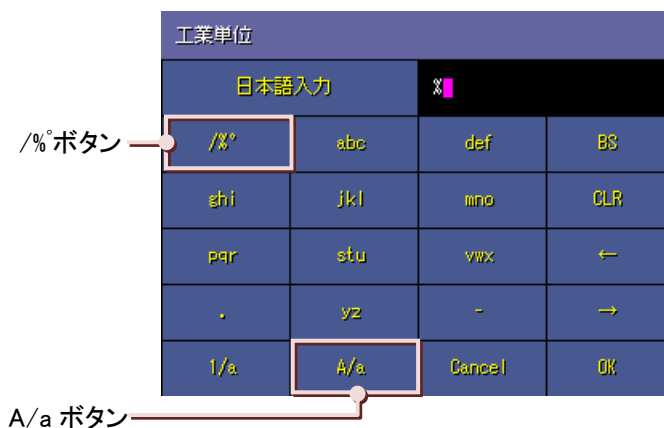 工業単位
日本語入力 %
/%° abc def BS
ghi jkl mno CLR
pqr stu vwx ←
. yz - →
1/a A/a Cancel OK
/%°ボタン
A/a ボタン